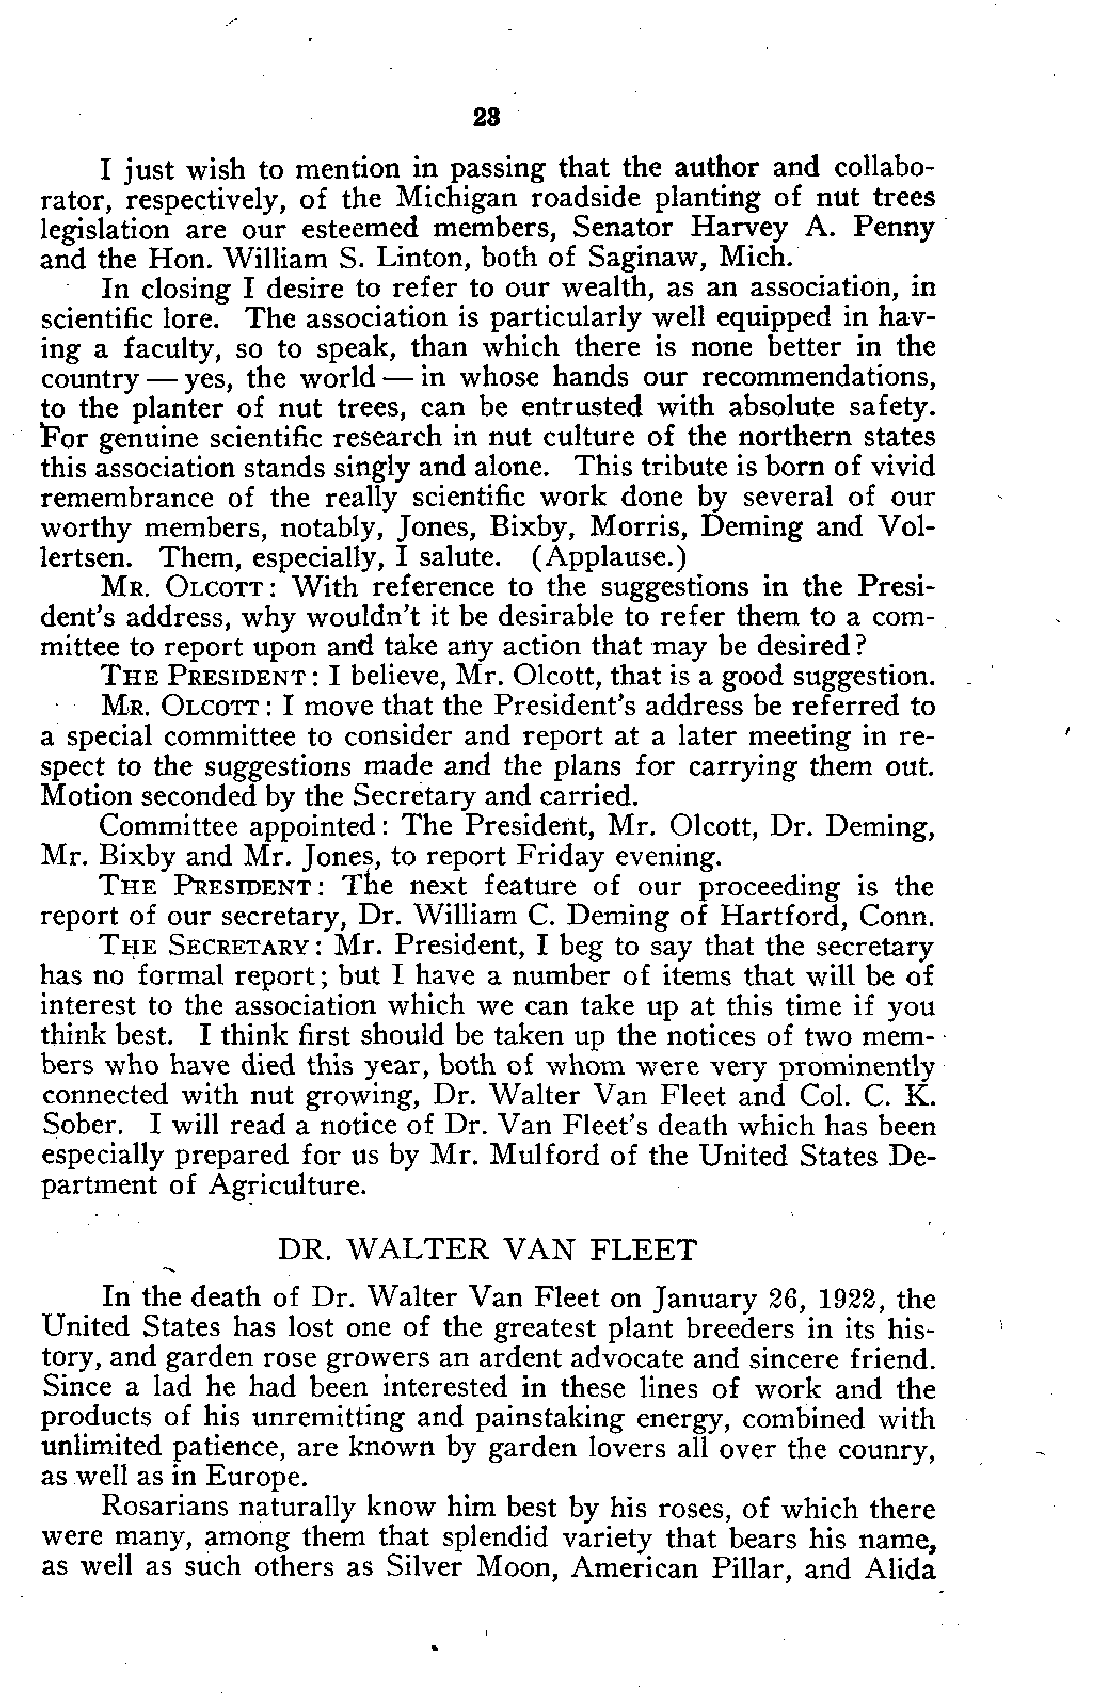 23
I just wish to mention in passing that the author and collabo-
rator, respectively, of the Michigan roadside planting of nut trees
legislation are our esteemed members, Senator Harvey A. Penny
and the Hon. William S. Linton, both of Saginaw, Mich.
In closing I desire to refer to our wealth, as an association, in
scientific lore. The association is particularly well equipped in hav-
ing a faculty, so to speak, than which there is none better in the
country — yes, the world — in whose hands our recommendations,
to the planter of nut trees, can be entrusted with absolute safety.
For genuine scientific research in nut culture of the northern states
this association stands singly and alone. This tribute is born of vivid
remembrance of the really scientific work done by several of our
worthy members, notably, Jones, Bixby, Morris, Deming and Vol-
lertsen. Them, especially, I salute. (Applause.)
MR. OLCOTT: With reference to the suggestions in the Presi-
dent's address, why wouldn't it be desirable to refer them to a com-
mittee to report upon and take any action that may be desired?
THE PRESIDENT: I believe, Mr. Olcott, that is a good suggestion.
MR. OLCOTT: I move that the President's address be referred to
a special committee to consider and report at a later meeting in re-
spect to the suggestions made and the plans for carrying them out.
Motion seconded by the Secretary and carried.
Committee appointed: The President, Mr. Olcott, Dr. Deming,
Mr. Bixby and Mr. Jones, to report Friday evening.
THE PRESIDENT: The next feature of our proceeding is the
report of our secretary, Dr. William C. Deming of Hartford, Conn.
THE SECRETARY: Mr. President, I beg to say that the secretary
has no formal report; but I have a number of items that will be of
interest to the association which we can take up at this time if you
think best. I think first should be taken up the notices of two mem-
bers who have died this year, both of whom were very prominently
connected with nut growing, Dr. Walter Van Fleet and Col. C. K.
Sober. I will read a notice of Dr. Van Fleet's death which has been
especially prepared for us by Mr. Mulford of the United States De-
partment of Agriculture.
DR. WALTER VAN FLEET
In the death of Dr. Walter Van Fleet on January 26, 1922, the
United States has lost one of the greatest plant breeders in its his-
tory, and garden rose growers an ardent advocate and sincere friend.
Since a lad he had been interested in these lines of work and the
products of his unremitting and painstaking energy, combined with
unlimited patience, are known by garden lovers all over the counry,
as well as in Europe.
Rosarians naturally know him best by his roses, of which there
were many, among them that splendid variety that bears his name,
as well as such others as Silver Moon, American Pillar, and Alida